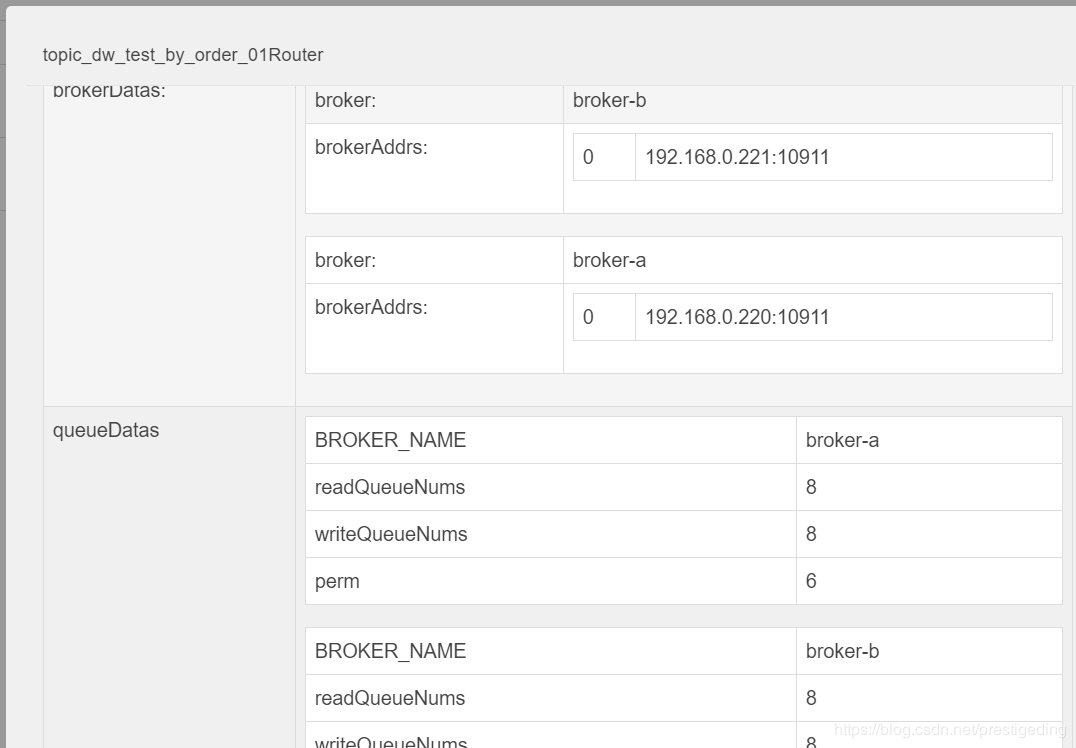 topic_dw_test_by_order_01Router
brokerDatas:
broker: broker-b
brokerAddrs: 0 192.168.0.221:10911
broker: broker-a
brokerAddrs: 0 192.168.0.220:10911
queueDatas
BROKER_NAME broker-a
readQueueNums 8
writeQueueNums 8
perm 6
BROKER_NAME broker-b
readQueueNums 8
writeQueueNums 8
https://blog.csdn.net/prestigeding